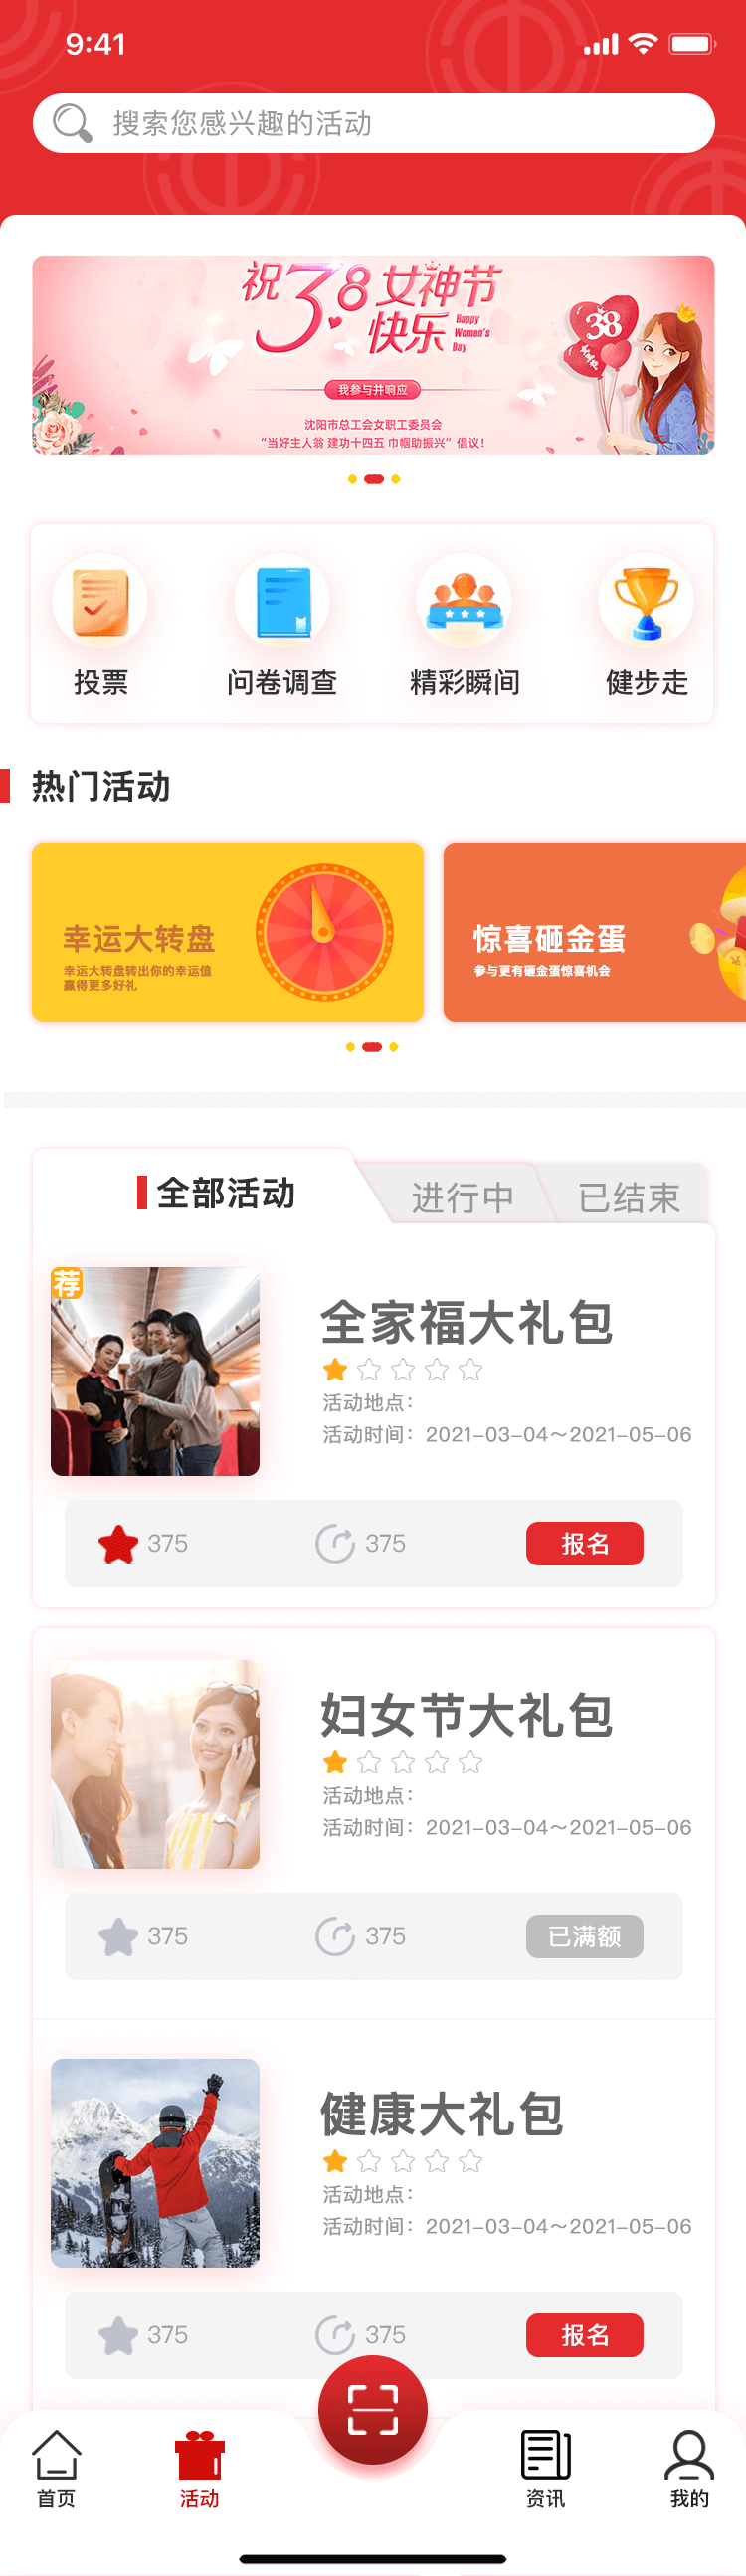 9:41
搜索您感兴趣的活动
祝3.8女神节
快乐
Happy
Women's
Day
38
我参与并响应
沈阳市总工会女职工委员会
“当好主人翁 建功十四五 巾帼助振兴”倡议!
投票
问卷调查
精彩瞬间
健步走
热门活动
幸运大转盘
幸运大转盘转出你的幸运值
赢得更多好礼
惊喜砸金蛋
参与更有砸金蛋惊喜机会
全部活动
进行中
已结束
荐
全家福大礼包
活动地点：
活动时间：2021-03-04～2021-05-06
375
375
报名
妇女节大礼包
活动地点：
活动时间：2021-03-04～2021-05-06
375
375
已满额
健康大礼包
活动地点：
活动时间：2021-03-04～2021-05-06
375
375
报名
首页
活动
资讯
我的